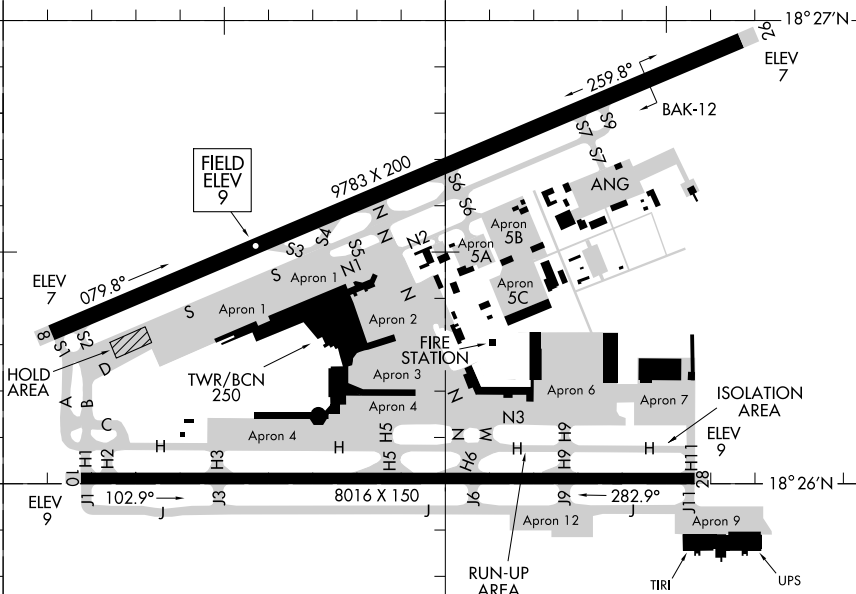 18°27'N
26
ELEV
7
259.8°
BAK-12
S7
S9
S7
FIELD
ELEV
9
9783 X 200
ANG
S6
S6
N
N
N2
S4
S3
S5
N1
Apron
5B
Apron
5A
Apron
5C
079.8°
ELEV
7
S
Apron 1
S
Apron 1
N
Apron 2
8
S1
S2
FIRE
STATION
HOLD
AREA
D
TWR/BCN
250
Apron 3
Apron 6
A
B
N
Apron 4
Apron 7
ISOLATION
AREA
C
N3
Apron 4
H5
N
W
H9
ELEV
9
H
H
H
H
H1
H2
H3
H5
H6
H9
H11
10
28
18°26'N
ELEV
9
J1
102.9°
J3
8016 X 150
J6
J9
282.9°
J11
J
J
J
Apron 12
Apron 9
RUN-UP
AREA
TIRI
UPS